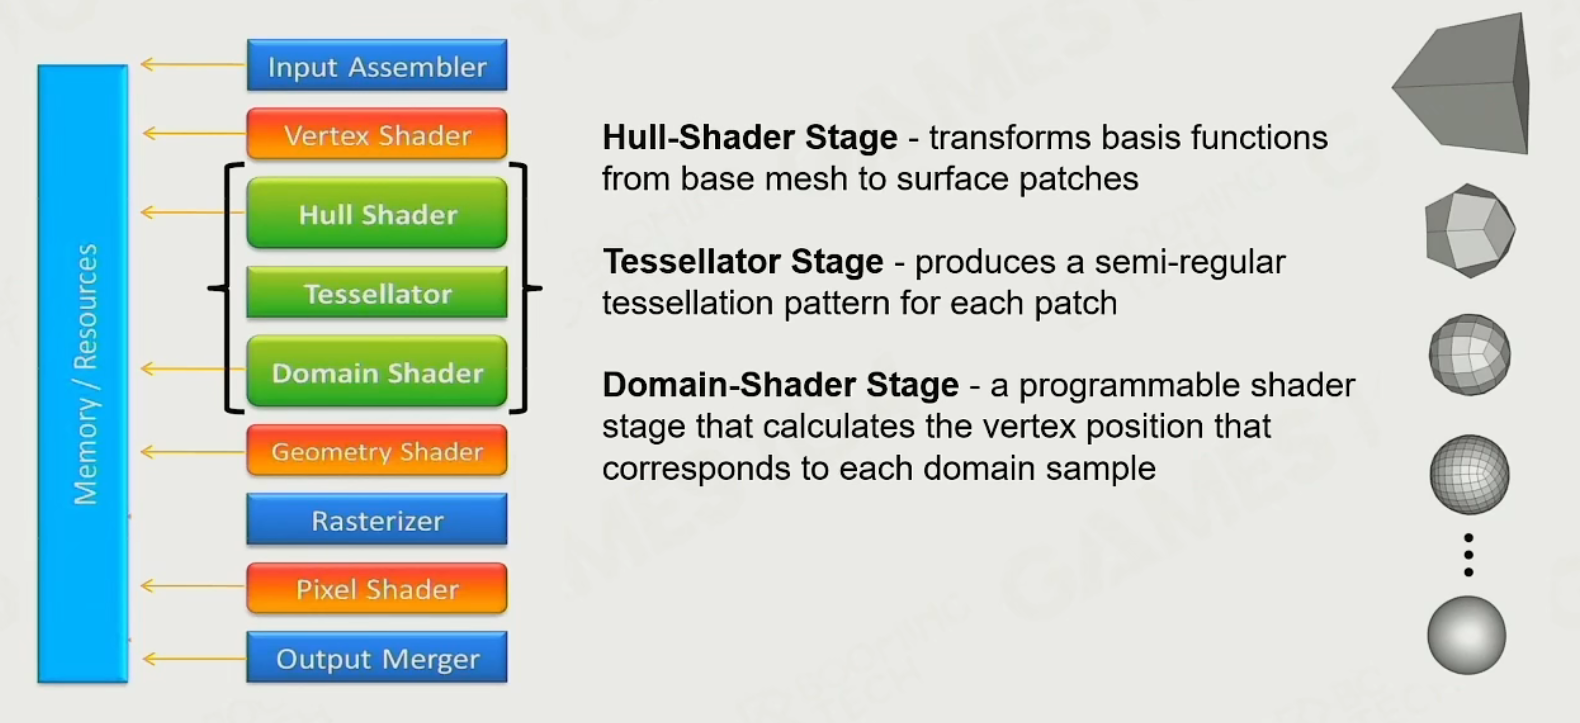 Memory / Resources
Input Assembler
Vertex Shader
Hull Shader
Tessellator
Domain Shader
Geometry Shader
Rasterizer
Pixel Shader
Output Merger
Hull-Shader Stage - transforms basis functions
from base mesh to surface patches
Tessellator Stage - produces a semi-regular
tessellation pattern for each patch
Domain-Shader Stage - a programmable shader
stage that calculates the vertex position that
corresponds to each domain sample